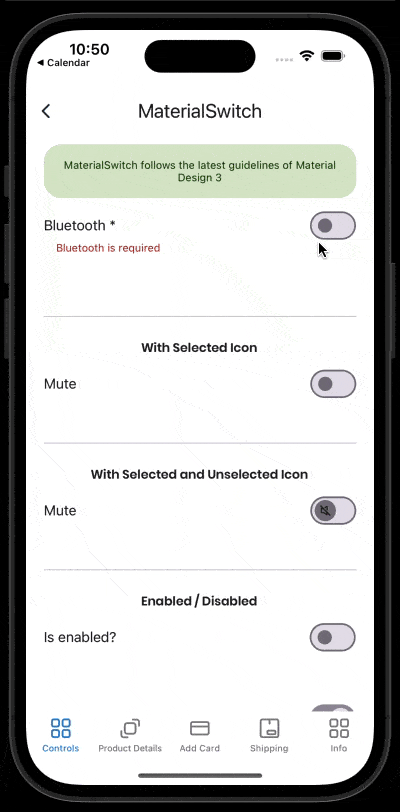 10:50
◀ Calendar
MaterialSwitch
MaterialSwitch follows the latest guidelines of Material
Design 3
Bluetooth *
Bluetooth is required
With Selected Icon
Mute
With Selected and Unselected Icon
Mute
Enabled / Disabled
Is enabled?
Controls
Product Details
Add Card
Shipping
Info